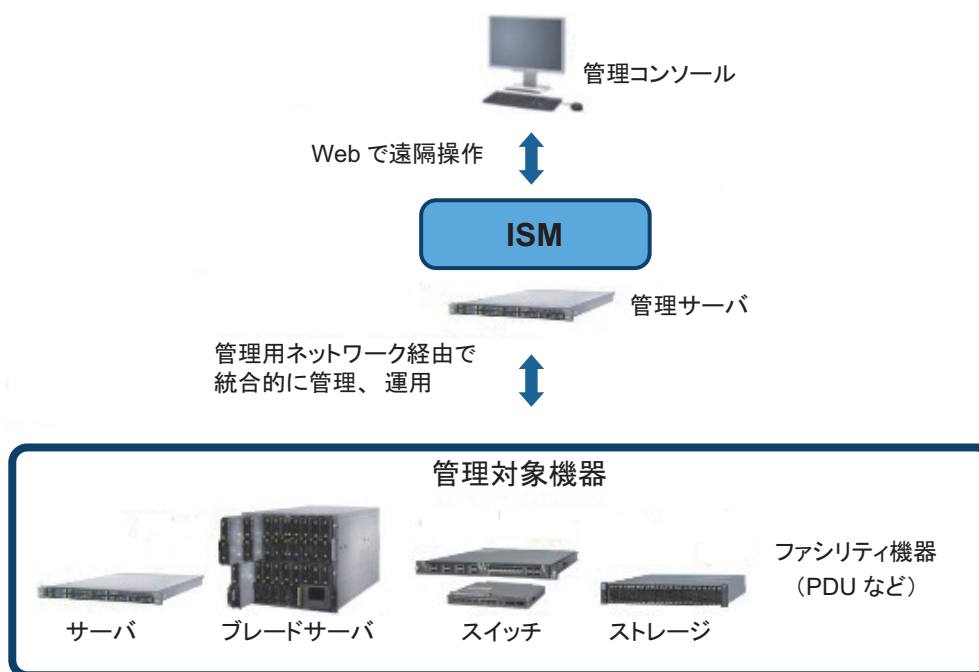 管理コンソール
Web で遠隔操作
ISM
管理サーバ
管理用ネットワーク経由で
統合的に管理、 運用
管理対象機器
ファシリティ機器
（PDU など）
サーバ
ブレードサーバ
スイッチ
ストレージ